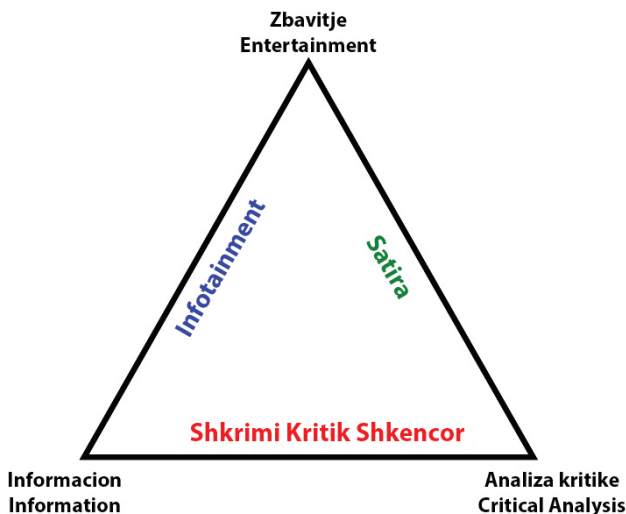 Zbavitje
Entertainment
Infotainment
Satira
Shkrimi Kritik Shkencor
Informacion
Information
Analiza kritike
Critical Analysis